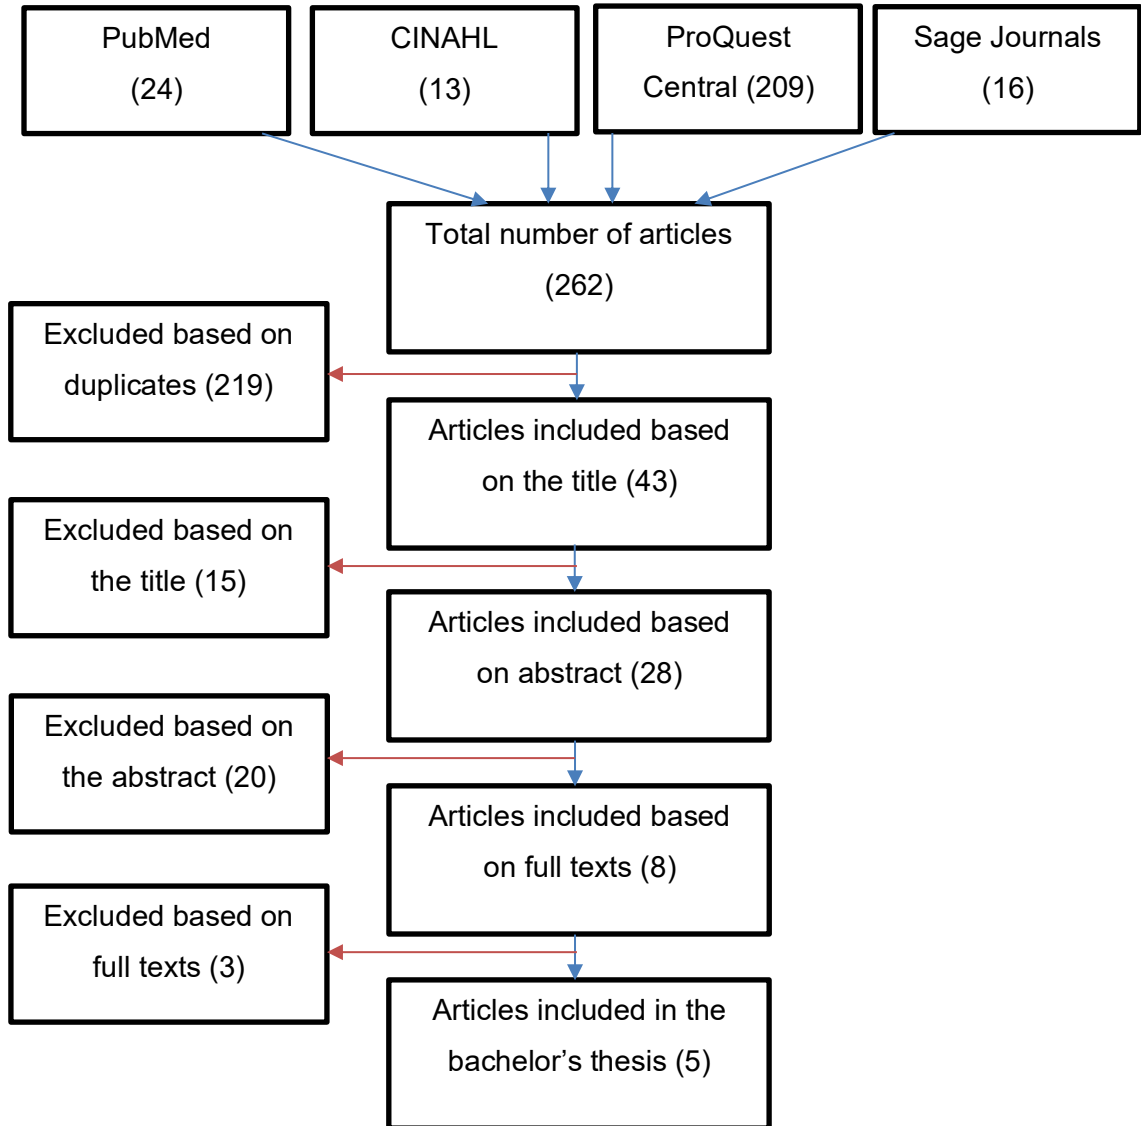 PubMed
(24)
CINAHL
(13)
ProQuest
Central (209)
Sage Journals
(16)
Total number of articles
(262)
Excluded based on
duplicates (219)
Articles included based
on the title (43)
Excluded based on
the title (15)
Articles included based
on abstract (28)
Excluded based on
the abstract (20)
Articles included based
on full texts (8)
Excluded based on
full texts (3)
Articles included in the
bachelor’s thesis (5)